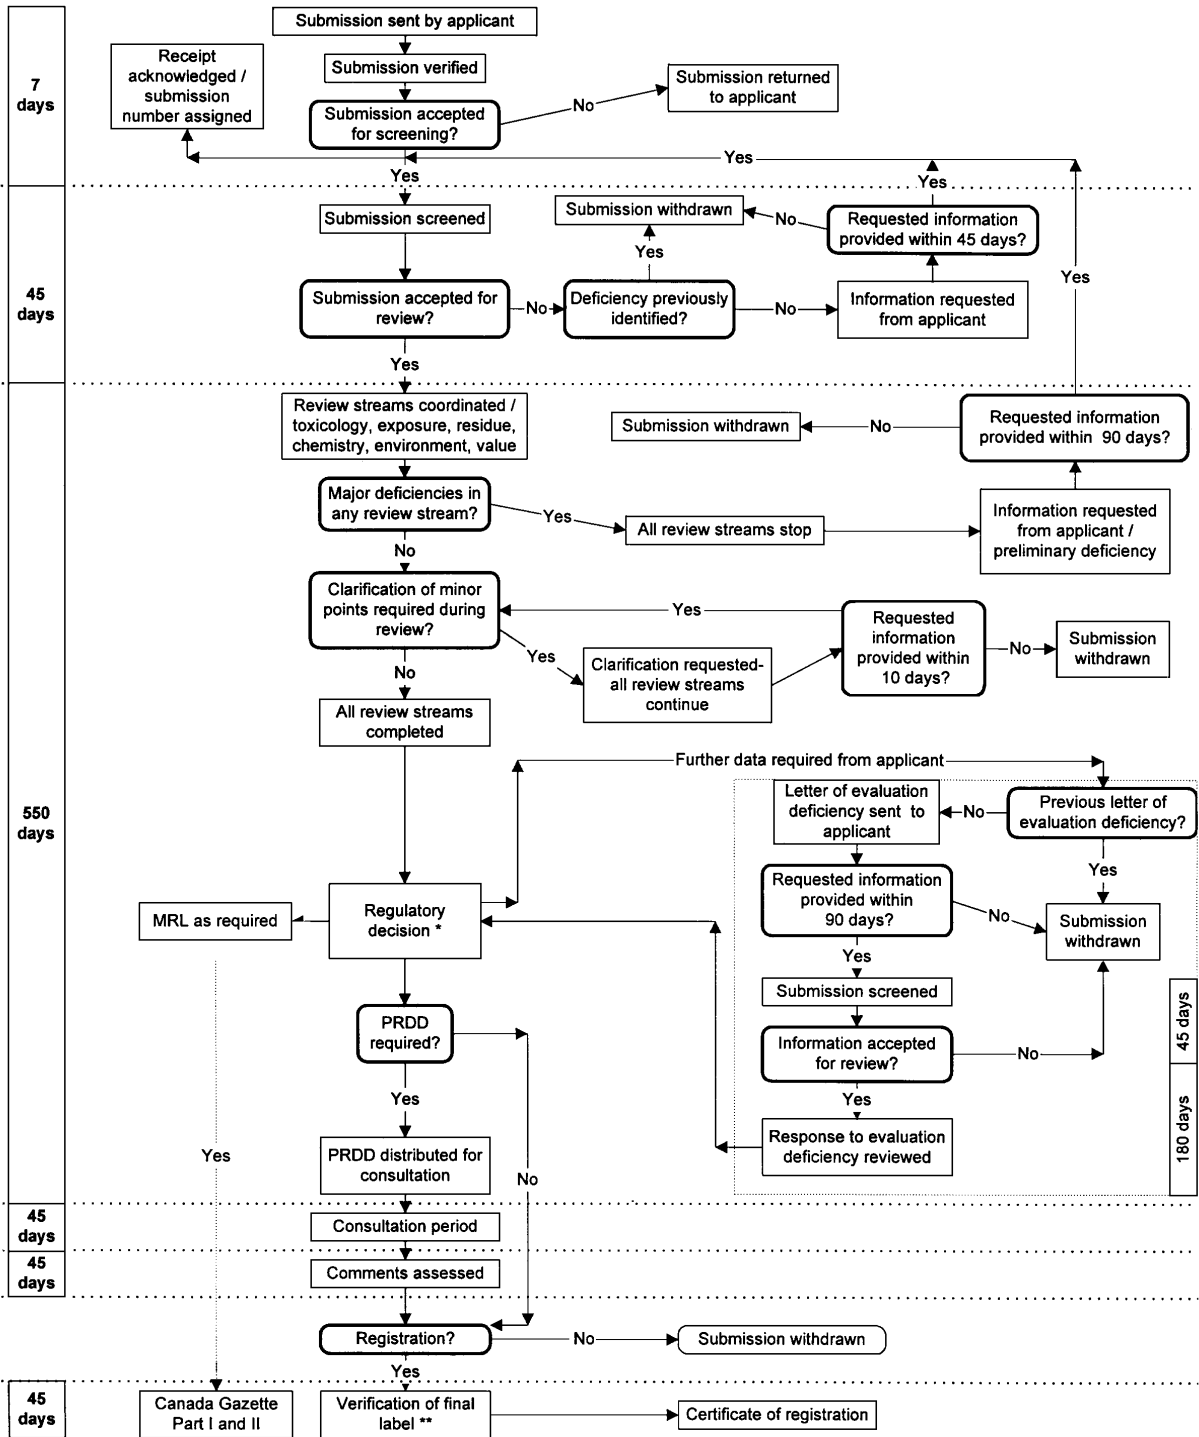 Submission sent by applicant
7
days
Receipt
acknowledged /
submission
number assigned
Submission verified
Submission accepted
for screening?
No
Submission returned
to applicant
Yes
Yes
Yes
45
days
Submission screened
Submission withdrawn
No
Requested information
provided within 45 days?
Yes
Yes
Submission accepted for
review?
No
Deficiency previously
identified?
No
Information requested
from applicant
Yes
550
days
Review streams coordinated /
toxicology, exposure, residue,
chemistry, environment, value
Submission withdrawn
No
Requested information
provided within 90 days?
Major deficiencies in
any review stream?
Yes
All review streams stop
Information requested
from applicant /
preliminary deficiency
No
Clarification of minor
points required during
review?
Yes
Requested
information
provided within
10 days?
No
Submission
withdrawn
Yes
Clarification requested-
all review streams
continue
No
All review streams
completed
Further data required from applicant
Letter of evaluation
deficiency sent to
applicant
No
Previous letter of
evaluation deficiency?
Yes
Requested information
provided within
90 days?
No
Submission
withdrawn
MRL as required
Regulatory
decision *
Yes
Submission screened
45 days
PRDD
required?
Information accepted
for review?
No
Yes
Yes
180 days
Response to evaluation
deficiency reviewed
Yes
PRDD distributed for
consultation
No
45
days
Consultation period
45
days
Comments assessed
Registration?
No
Submission withdrawn
Yes
45
days
Canada Gazette
Part I and II
Verification of final
label **
Certificate of registration